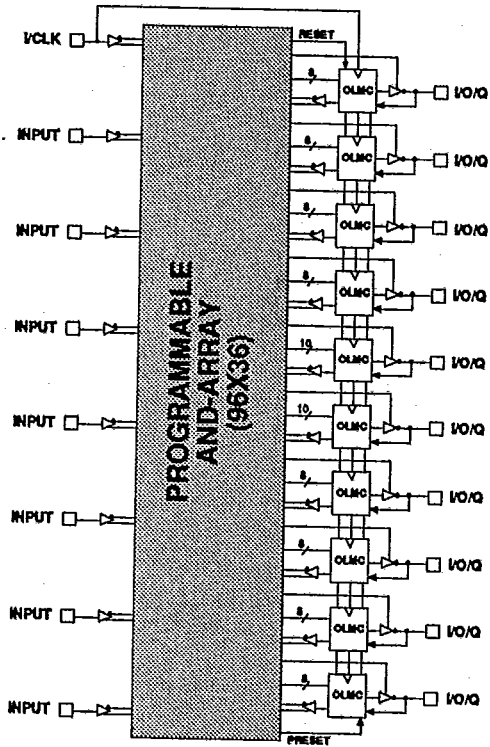 I/CLK
RESET
8
OLMC
I/O/Q
INPUT
8
OLMC
I/O/Q
INPUT
8
OLMC
I/O/Q
8
OLMC
I/O/Q
INPUT
10
OLMC
I/O/Q
PROGRAMMABLE
AND-ARRAY
(96X36)
INPUT
10
OLMC
I/O/Q
8
OLMC
I/O/Q
INPUT
8
OLMC
I/O/Q
INPUT
8
OLMC
I/O/Q
INPUT
8
OLMC
I/O/Q
PRESET